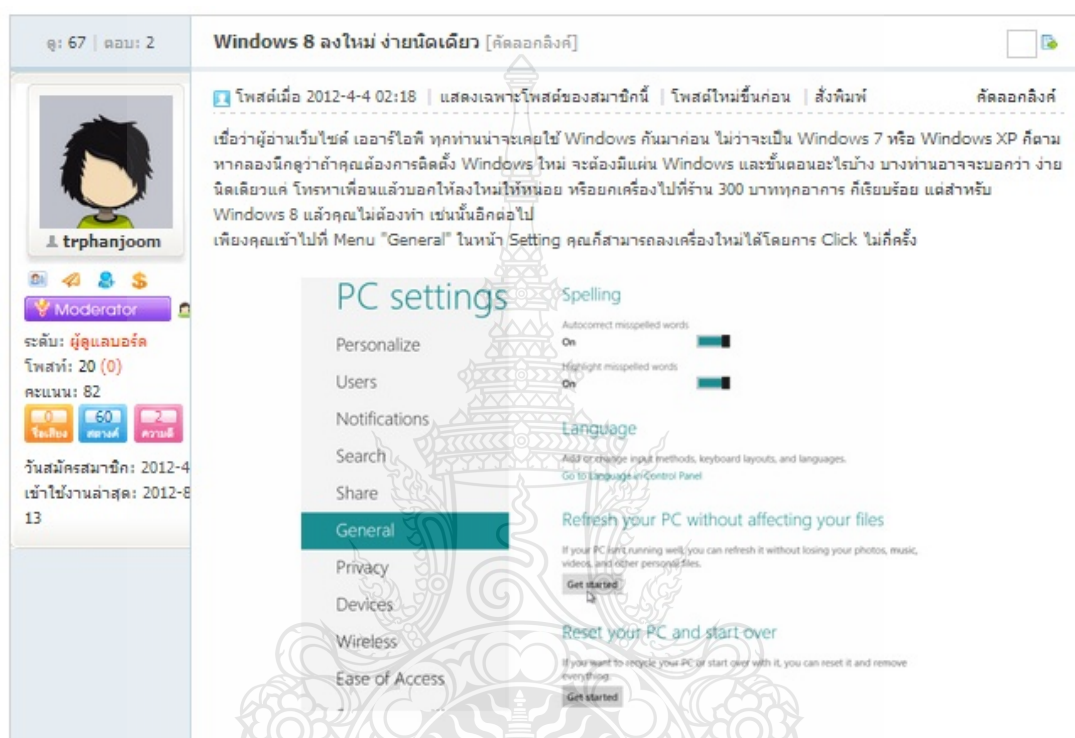 ดู: 67 | ตอบ: 2
Windows 8 ลงใหม่ ง่ายนิดเดียว [คัดลอกลิงค์]
โพสต์เมื่อ 2012-4-4 02:18 | แสดงเฉพาะโพสต์ของสมาชิกนี้ | โพสต์ใหม่ขึ้นก่อน | สั่งพิมพ์ คัดลอกลิงค์
trphanjoom
Moderator
ระดับ: ผู้ดูแลบอร์ด
โพสท์: 20 (0)
คะแนน: 82
0 60 2
ชื่อเสียง สตางค์ ความดี
วันสมัครสมาชิก: 2012-4
เข้าใช้งานล่าสุด: 2012-8
13
เชื่อว่าผู้อ่านเว็บไซต์ เออาร์ไอพี ทุกท่านน่าจะเคยใช้ Windows กันมาก่อน ไม่ว่าจะเป็น Windows 7 หรือ Windows XP ก็ตาม
หากลองนึกดูว่าถ้าคุณต้องการติดตั้ง Windows ใหม่ จะต้องมีแผ่น Windows และขั้นตอนอะไรบ้าง บางท่านอาจจะบอกว่า ง่าย
นิดเดียวแค่ โทรหาเพื่อนแล้วบอกให้ลงใหม่ให้หน่อย หรือยกเครื่องไปที่ร้าน 300 บาททุกอาการ ก็เรียบร้อย แต่สำหรับ
Windows 8 แล้วคุณไม่ต้องทำ เช่นนั้นอีกต่อไป
เพียงคุณเข้าไปที่ Menu "General" ในหน้า Setting คุณก็สามารถลงเครื่องใหม่ได้โดยการ Click ไม่กี่ครั้ง
PC settings
Personalize
Users
Notifications
Search
Share
General
Privacy
Devices
Wireless
Ease of Access
Spelling
Autocorrect misspelled words
On
Highlight misspelled words
On
Language
Add or change input methods, keyboard layouts, and languages.
Go to Language in Control Panel
Refresh your PC without affecting your files
If your PC isn't running well, you can refresh it without losing your photos, music,
videos, and other personal files.
Get started
Reset your PC and start over
If you want to recycle your PC or start over with it, you can reset it and remove
everything.
Get started